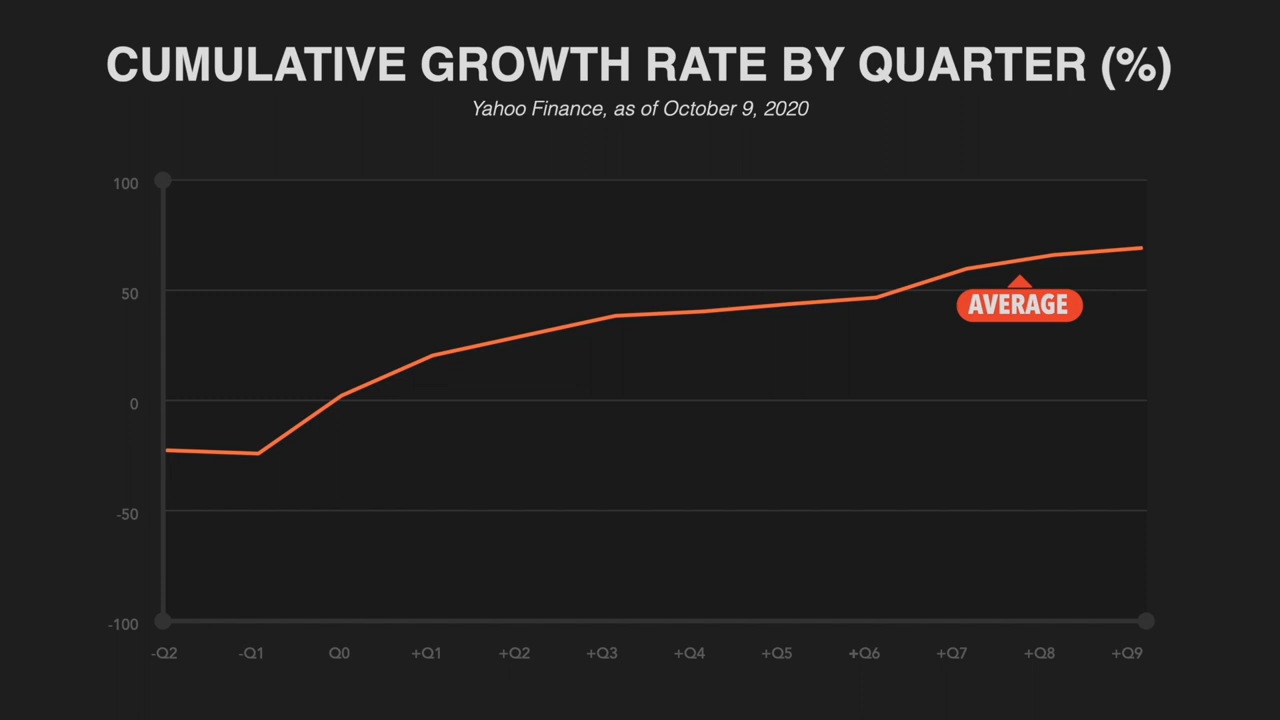 CUMULATIVE GROWTH RATE BY QUARTER (%)
Yahoo Finance, as of October 9, 2020
100
50
AVERAGE
0
-50
-100
-Q2 -Q1 Q0 +Q1 +Q2 +Q3 +Q4 +Q5 +Q6 +Q7 +Q8 +Q9